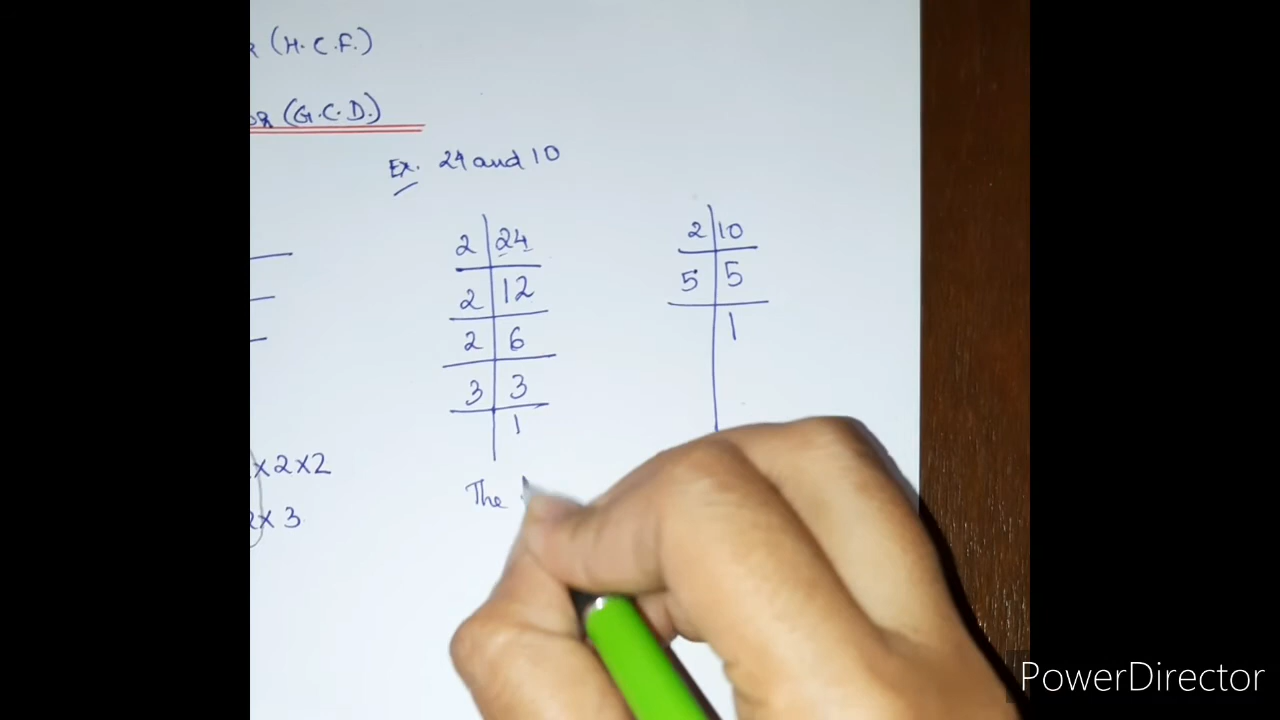 (H.C.F.)
(G.C.D.)
Ex. 24 and 10
2 24
2 12
2 6
3 3
1
2 10
5 5
1
x2x2
x 3
The
PowerDirector